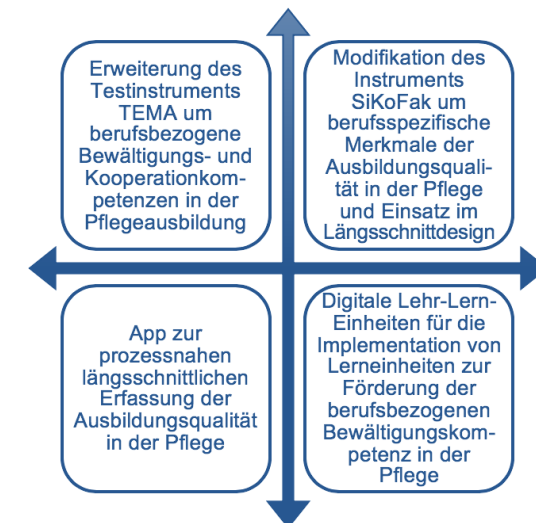 Erweiterung des
Testinstruments
TEMA um
berufsbezogene
Bewältigungs- und
Kooperationkom-
petenzen in der
Pflegeausbildung
Modifikation des
Instruments
SiKoFak um
berufsspezifische
Merkmale der
Ausbildungsquali-
tät in der Pflege
und Einsatz im
Längsschnittdesign
App zur
prozessnahen
längsschnittlichen
Erfassung der
Ausbildungsqualität
in der Pflege
Digitale Lehr-Lern-
Einheiten für die
Implementation von
Lerneinheiten zur
Förderung der
berufsbezogenen
Bewältigungskom-
petenz in der
Pflege